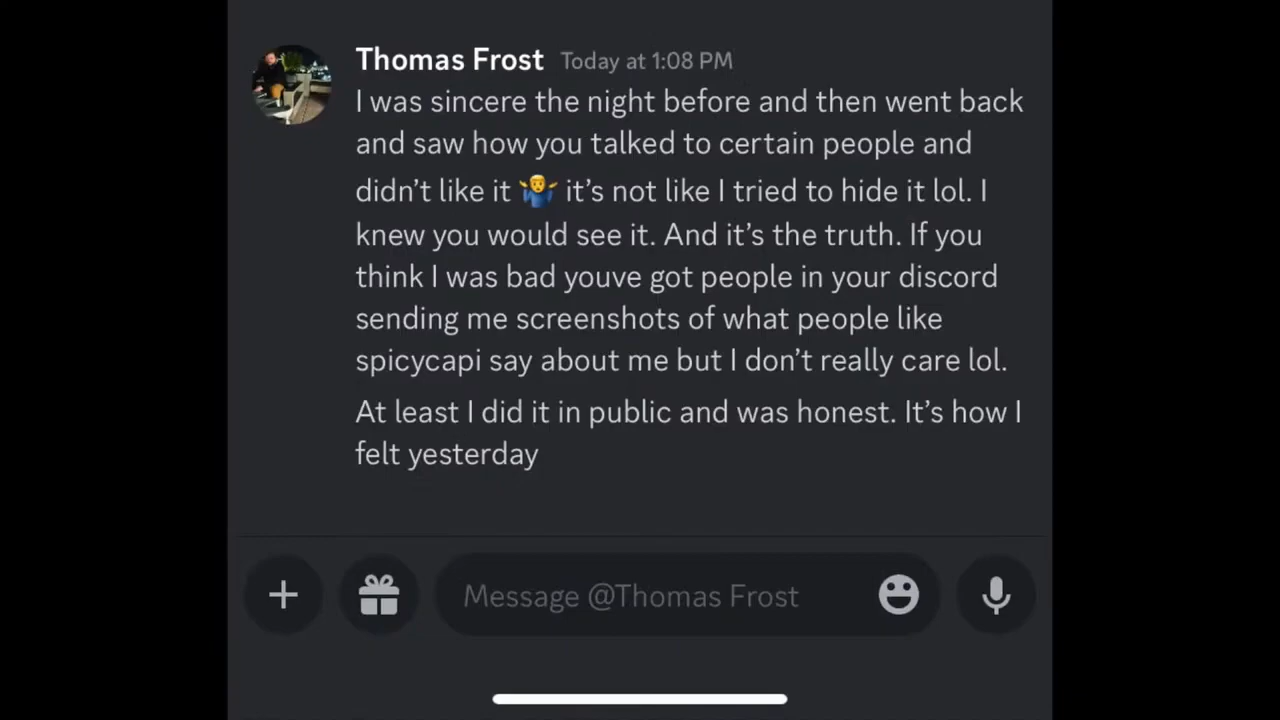 Thomas Frost Today at 1:08 PM
I was sincere the night before and then went back
and saw how you talked to certain people and
didn't like it 🤷‍♂️ it's not like I tried to hide it lol. I
knew you would see it. And it's the truth. If you
think I was bad youve got people in your discord
sending me screenshots of what people like
spicycapi say about me but I don't really care lol.
At least I did it in public and was honest. It's how I
felt yesterday
Message @Thomas Frost